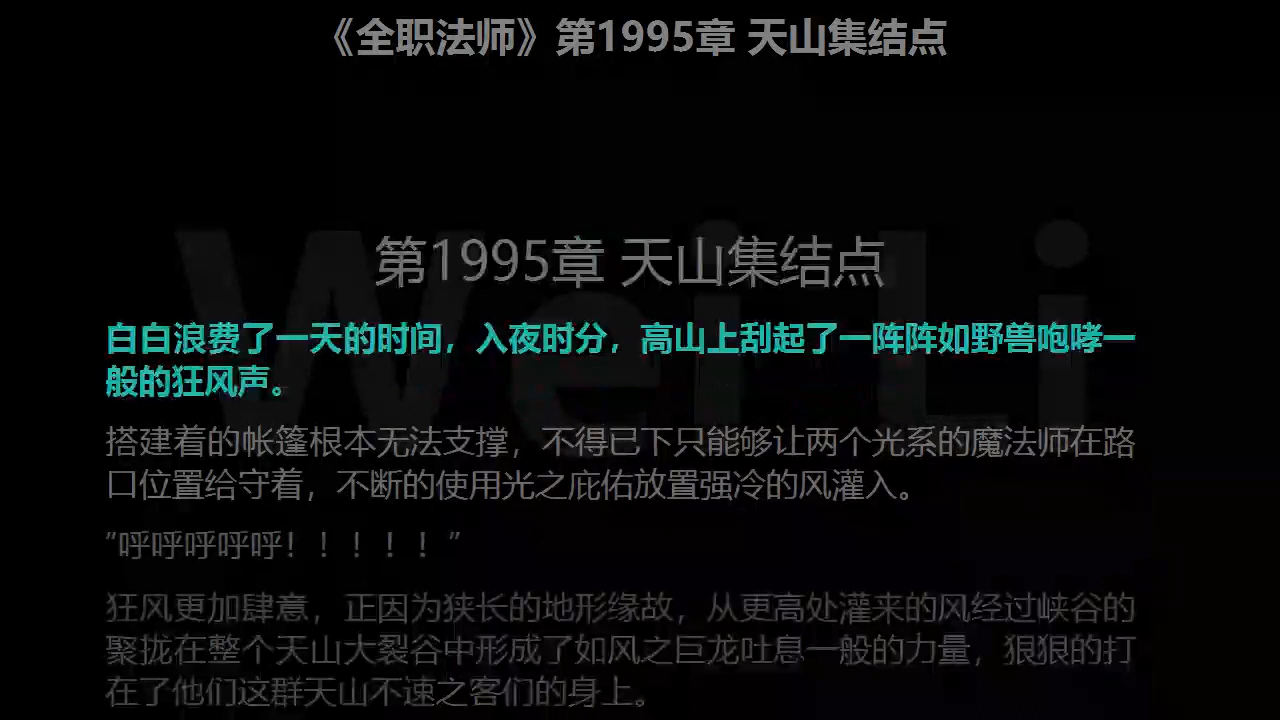 《全职法师》第1995章 天山集结点
第1995章 天山集结点
白白浪费了一天的时间，入夜时分，高山上刮起了一阵阵如野兽咆哮一
般的狂风声。
搭建着的帐篷根本无法支撑，不得已下只能够让两个光系的魔法师在路
口位置给守着，不断的使用光之庇佑放置强冷的风灌入。
“呼呼呼呼呼！！！！！”
狂风更加肆意，正因为狭长的地形缘故，从更高处灌来的风经过峡谷的
聚拢在整个天山大裂谷中形成了如风之巨龙吐息一般的力量，狠狠的打
在了他们这群天山不速之客们的身上。
Wei Li